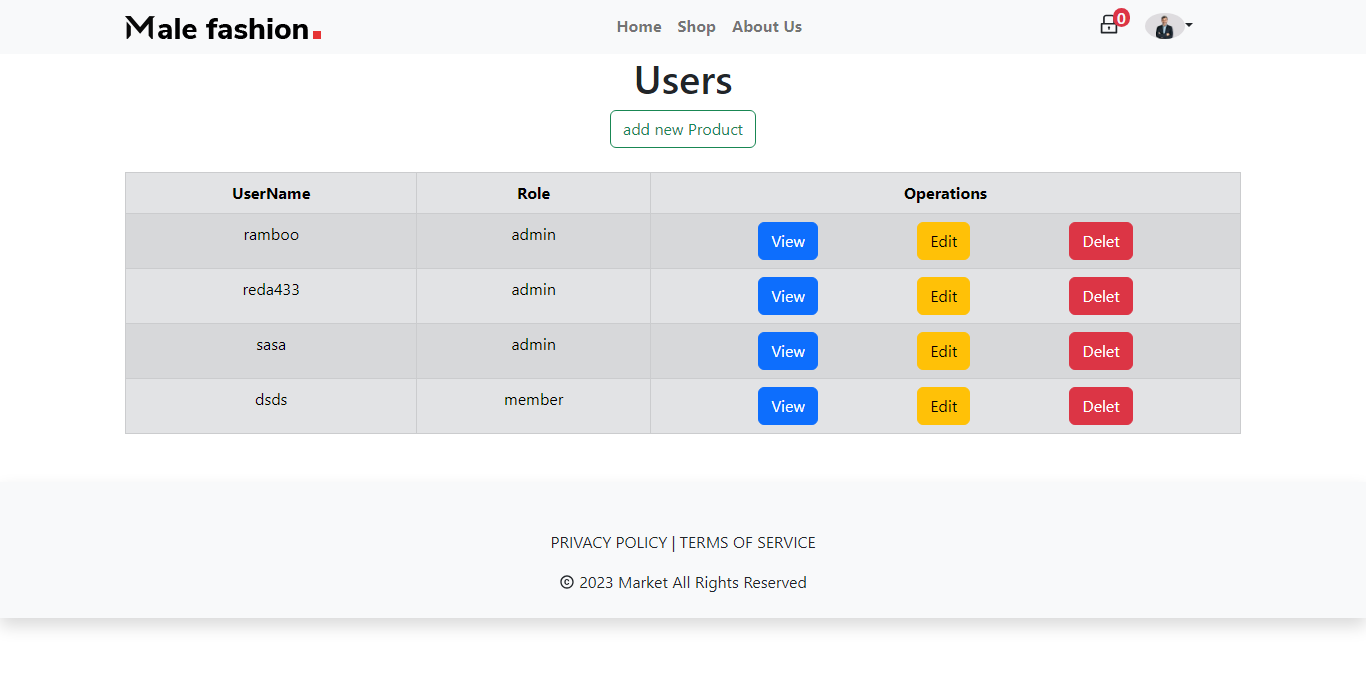 Male fashion.
Home Shop About Us
0
Users
add new Product
UserName Role Operations
ramboo admin View Edit Delet
reda433 admin View Edit Delet
sasa admin View Edit Delet
dsds member View Edit Delet
PRIVACY POLICY | TERMS OF SERVICE
© 2023 Market All Rights Reserved